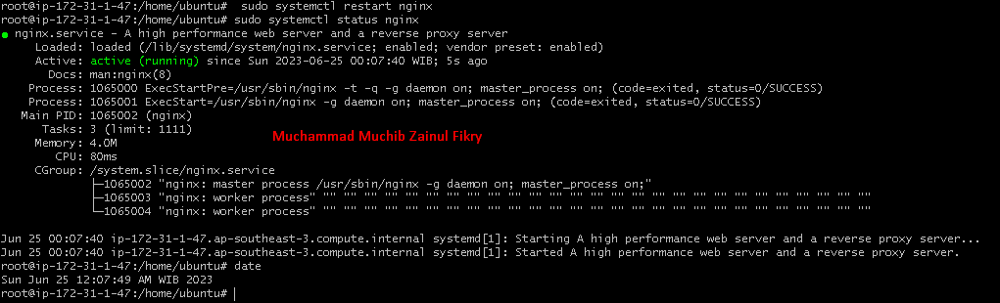 root@ip-172-31-1-47:/home/ubuntu#  sudo systemctl restart nginx
root@ip-172-31-1-47:/home/ubuntu# sudo systemctl status nginx
● nginx.service - A high performance web server and a reverse proxy server
Loaded: loaded (/lib/systemd/system/nginx.service; enabled; vendor preset: enabled)
Active: active (running) since Sun 2023-06-25 00:07:40 WIB; 5s ago
Docs: man:nginx(8)
Process: 1065000 ExecStartPre=/usr/sbin/nginx -t -q -g daemon on; master_process on; (code=exited, status=0/SUCCESS)
Process: 1065001 ExecStart=/usr/sbin/nginx -g daemon on; master_process on; (code=exited, status=0/SUCCESS)
Main PID: 1065002 (nginx)
Tasks: 3 (limit: 1111)
Muchammad Muchib Zainul Fikry
Memory: 4.0M
CPU: 80ms
CGroup: /system.slice/nginx.service
├─1065002 "nginx: master process /usr/sbin/nginx -g daemon on; master_process on;"
├─1065003 "nginx: worker process" "" "" "" "" "" "" "" "" "" "" "" "" "" "" "" "" "" "" "" "" "" "" "" "" "" "" ""
└─1065004 "nginx: worker process" "" "" "" "" "" "" "" "" "" "" "" "" "" "" "" "" "" "" "" "" "" "" "" "" "" "" ""
Jun 25 00:07:40 ip-172-31-1-47.ap-southeast-3.compute.internal systemd[1]: Starting A high performance web server and a reverse proxy server...
Jun 25 00:07:40 ip-172-31-1-47.ap-southeast-3.compute.internal systemd[1]: Started A high performance web server and a reverse proxy server.
root@ip-172-31-1-47:/home/ubuntu# date
Sun Jun 25 12:07:49 AM WIB 2023
root@ip-172-31-1-47:/home/ubuntu#